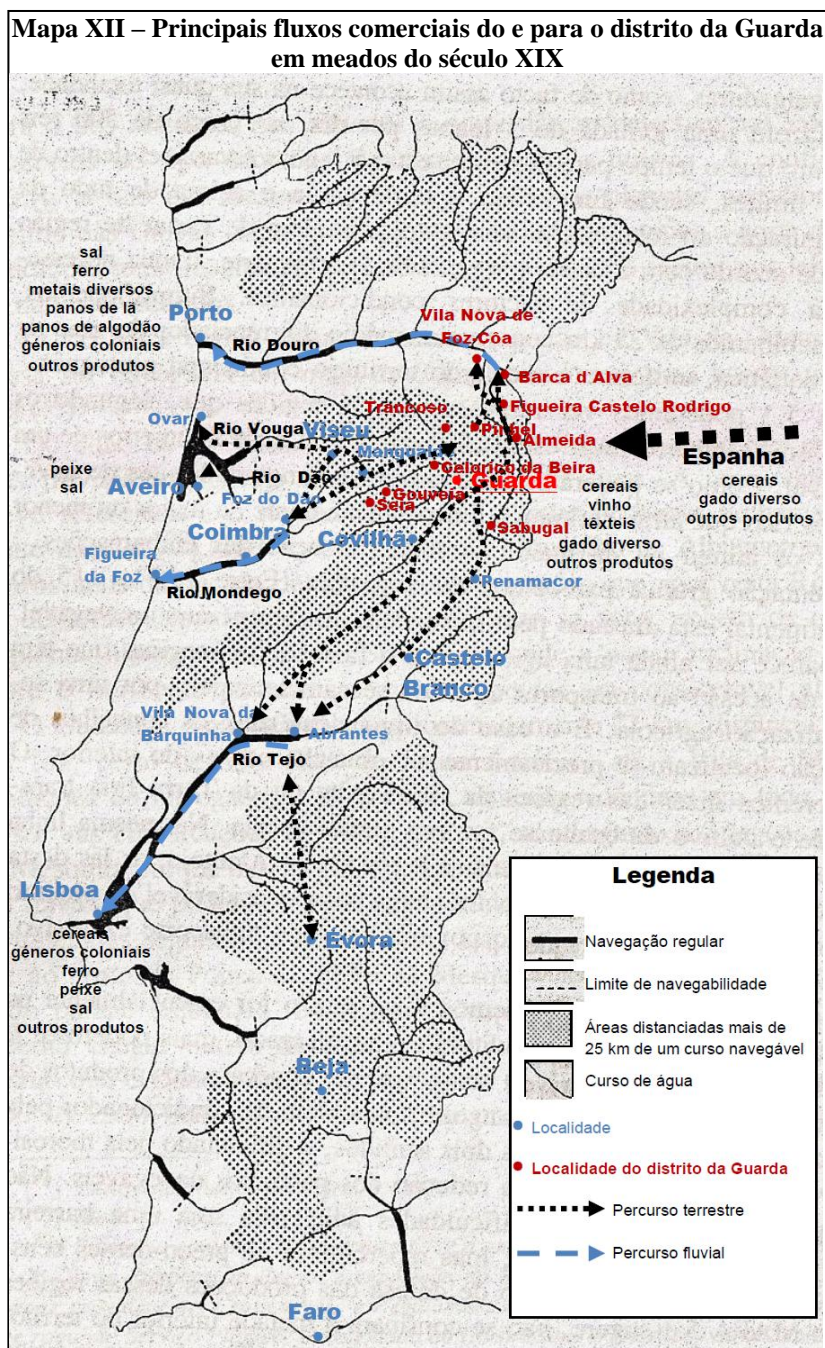 Mapa XII – Principais fluxos comerciais do e para o distrito da Guarda
em meados do século XIX
sal
ferro
metais diversos
panos de lã
panos de algodão
géneros coloniais
outros produtos
Porto
Rio Douro
Vila Nova de
Foz-Côa
Barca d'Alva
Figueira Castelo Rodrigo
Trancoso
Pinhel
Almeida
Ovar
Rio Vouga
Viseu
Mangualde
Celorico da Beira
Guarda
Espanha
cereais
gado diverso
outros produtos
peixe
sal
Aveiro
Rio Dão
Foz do Dão
Gouveia
Seia
cereais
vinho
têxteis
gado diverso
outros produtos
Coimbra
Covilhã
Sabugal
Figueira
da Foz
Rio Mondego
Penamacor
Castelo
Branco
Vila Nova da
Barquinha
Abrantes
Rio Tejo
Lisboa
cereais
géneros coloniais
ferro
peixe
sal
outros produtos
Évora
Beja
Faro
Legenda
Navegação regular
Limite de navegabilidade
Áreas distanciadas mais de
25 km de um curso navegável
Curso de água
Localidade
Localidade do distrito da Guarda
Percurso terrestre
Percurso fluvial